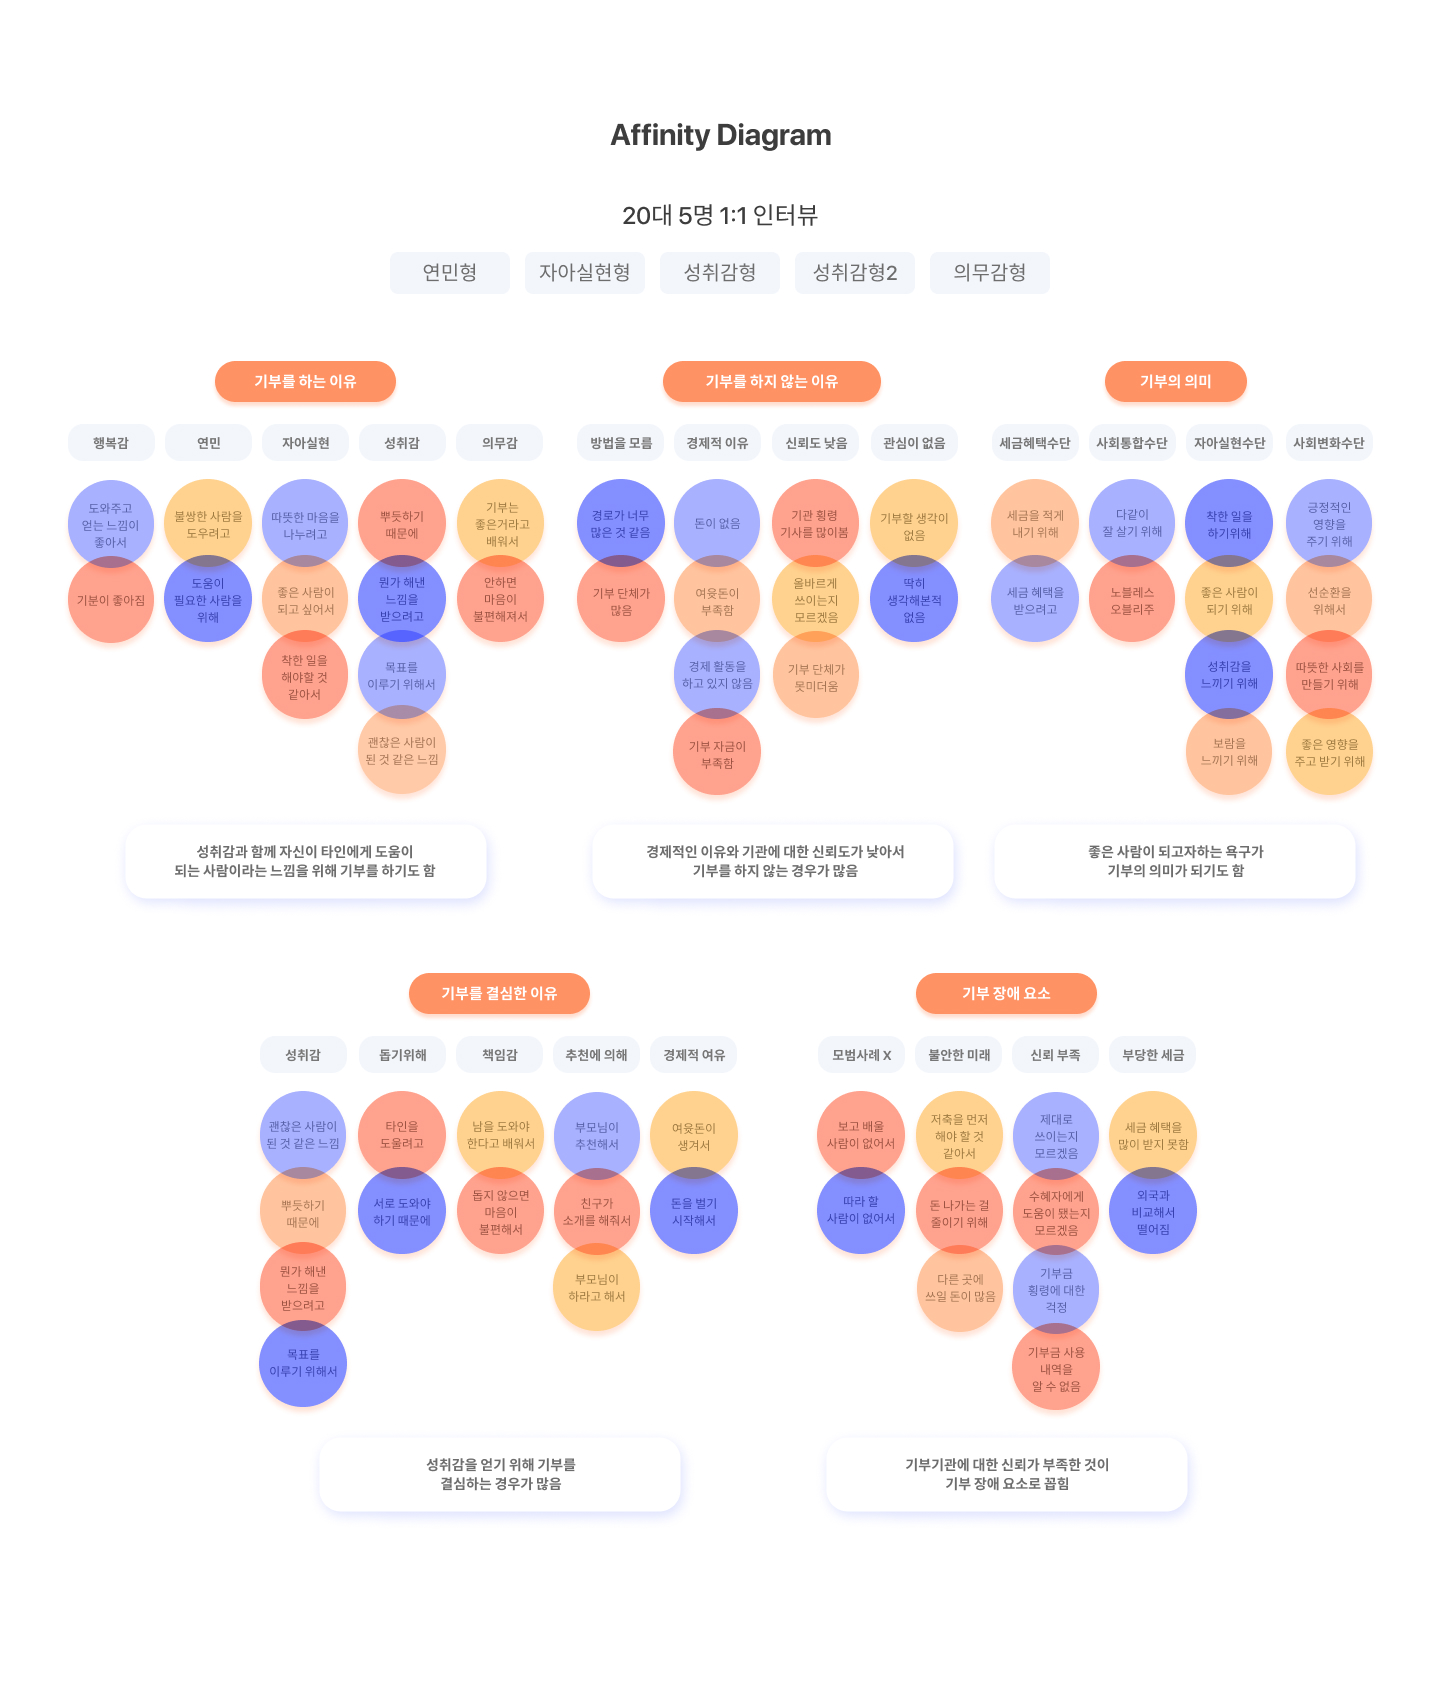 Affinity Diagram
20대 5명 1:1 인터뷰
연민형
자아실현형
성취감형
성취감형2
의무감형
기부를 하는 이유
행복감
연민
자아실현
성취감
의무감
도와주고
얻는 느낌이
좋아서
기분이 좋아짐
불쌍한 사람을
도우려고
도움이
필요한 사람을
위해
따뜻한 마음을
나누려고
좋은 사람이
되고 싶어서
착한 일을
해야할 것
같아서
뿌듯하기
때문에
뭔가 해낸
느낌을
받으려고
목표를
이루기 위해서
괜찮은 사람이
된 것 같은 느낌
기부는
좋은거라고
배워서
안하면
마음이
불편해져서
성취감과 함께 자신이 타인에게 도움이
되는 사람이라는 느낌을 위해 기부를 하기도 함
기부를 하지 않는 이유
방법을 모름
경제적 이유
신뢰도 낮음
관심이 없음
경로가 너무
많은 것 같음
기부 단체가
많음
돈이 없음
여윳돈이
부족함
경제 활동을
하고 있지 않음
기부 자금이
부족함
기관 횡령
기사를 많이봄
올바르게
쓰이는지
모르겠음
기부 단체가
못미더움
기부할 생각이
없음
딱히
생각해본적
없음
경제적인 이유와 기관에 대한 신뢰도가 낮아서
기부를 하지 않는 경우가 많음
기부의 의미
세금혜택수단
사회통합수단
자아실현수단
사회변화수단
세금을 적게
내기 위해
세금 혜택을
받으려고
다같이
잘 살기 위해
노블레스
오블리주
착한 일을
하기위해
좋은 사람이
되기 위해
성취감을
느끼기 위해
보람을
느끼기 위해
긍정적인
영향을
주기 위해
선순환을
위해서
따뜻한 사회를
만들기 위해
좋은 영향을
주고 받기 위해
좋은 사람이 되고자하는 욕구가
기부의 의미가 되기도 함
기부를 결심한 이유
성취감
돕기위해
책임감
추천에 의해
경제적 여유
괜찮은 사람이
된 것 같은 느낌
뿌듯하기
때문에
뭔가 해낸
느낌을
받으려고
목표를
이루기 위해서
타인을
도울려고
서로 도와야
하기 때문에
남을 도와야
한다고 배워서
돕지 않으면
마음이
불편해서
부모님이
추천해서
친구가
소개를 해줘서
부모님이
하라고 해서
여윳돈이
생겨서
돈을 벌기
시작해서
성취감을 얻기 위해 기부를
결심하는 경우가 많음
기부 장애 요소
모범사례 X
불안한 미래
신뢰 부족
부당한 세금
보고 배울
사람이 없어서
따라 할
사람이 없어서
저축을 먼저
해야 할 것
같아서
돈 나가는 걸
줄이기 위해
다른 곳에
쓰일 돈이 많음
제대로
쓰이는지
모르겠음
수혜자에게
도움이 됐는지
모르겠음
기부금
횡령에 대한
걱정
기부금 사용
내역을
알 수 없음
세금 혜택을
많이 받지 못함
외국과
비교해서
떨어짐
기부기관에 대한 신뢰가 부족한 것이
기부 장애 요소로 꼽힘